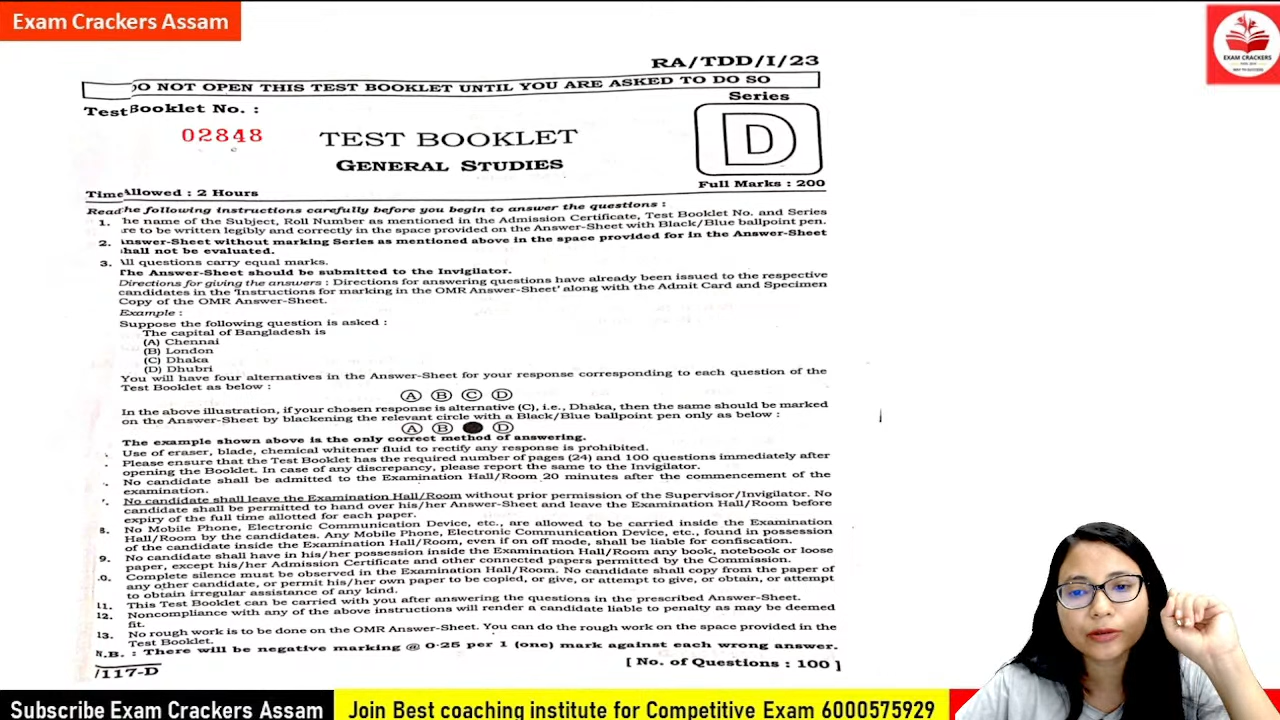 Exam Crackers Assam
EXAM CRACKERS
RA/TDD/I/23
DO NOT OPEN THIS TEST BOOKLET UNTIL YOU ARE ASKED TO DO SO
Test Booklet No. :
Series
02848
TEST BOOKLET
D
GENERAL STUDIES
Time Allowed : 2 Hours
Full Marks : 200
Read the following instructions carefully before you begin to answer the questions :
1. he name of the Subject, Roll Number as mentioned in the Admission Certificate, Test Booklet No. and Series
re to be written legibly and correctly in the space provided on the Answer-Sheet with Black/Blue ballpoint pen.
2. Answer-Sheet without marking Series as mentioned above in the space provided for in the Answer-Sheet
hall not be evaluated.
3. All questions carry equal marks.
The Answer-Sheet should be submitted to the Invigilator.
Directions for giving the answers : Directions for answering questions have already been issued to the respective
candidates in the 'Instructions for marking in the OMR Answer-Sheet' along with the Admit Card and Specimen
Copy of the OMR Answer-Sheet.
Example :
Suppose the following question is asked :
The capital of Bangladesh is
(A) Chennai
(B) London
(C) Dhaka
(D) Dhubri
You will have four alternatives in the Answer-Sheet for your response corresponding to each question of the
Test Booklet as below :
A B C D
In the above illustration, if your chosen response is alternative (C), i.e., Dhaka, then the same should be marked
on the Answer-Sheet by blackening the relevant circle with a Black/Blue ballpoint pen only as below :
A B D
The example shown above is the only correct method of answering.
Use of eraser, blade, chemical whitener fluid to rectify any response is prohibited.
Please ensure that the Test Booklet has the required number of pages (24) and 100 questions immediately after
opening the Booklet. In case of any discrepancy, please report the same to the Invigilator.
No candidate shall be admitted to the Examination Hall/Room 20 minutes after the commencement of the
examination.
No candidate shall leave the Examination Hall/Room without prior permission of the Supervisor/Invigilator. No
candidate shall be permitted to hand over his/her Answer-Sheet and leave the Examination Hall/Room before
expiry of the full time allotted for each paper.
8. No Mobile Phone, Electronic Communication Device, etc., are allowed to be carried inside the Examination
Hall/Room by the candidates. Any Mobile Phone, Electronic Communication Device, etc., found in possession
of the candidate inside the Examination Hall/Room, even if on off mode, shall be liable for confiscation.
9. No candidate shall have in his/her possession inside the Examination Hall/Room any book, notebook or loose
paper, except his/her Admission Certificate and other connected papers permitted by the Commission.
0. Complete silence must be observed in the Examination Hall/Room. No candidate shall copy from the paper of
any other candidate, or permit his/her own paper to be copied, or give, or attempt to give, or obtain, or attempt
to obtain irregular assistance of any kind.
11. This Test Booklet can be carried with you after answering the questions in the prescribed Answer-Sheet.
12. Noncompliance with any of the above instructions will render a candidate liable to penalty as may be deemed
fit.
13. No rough work is to be done on the OMR Answer-Sheet. You can do the rough work on the space provided in the
Test Booklet.
N.B. : There will be negative marking @ 0·25 per 1 (one) mark against each wrong answer.
/117-D
[ No. of Questions : 100 ]
Subscribe Exam Crackers Assam
Join Best coaching institute for Competitive Exam 6000575929